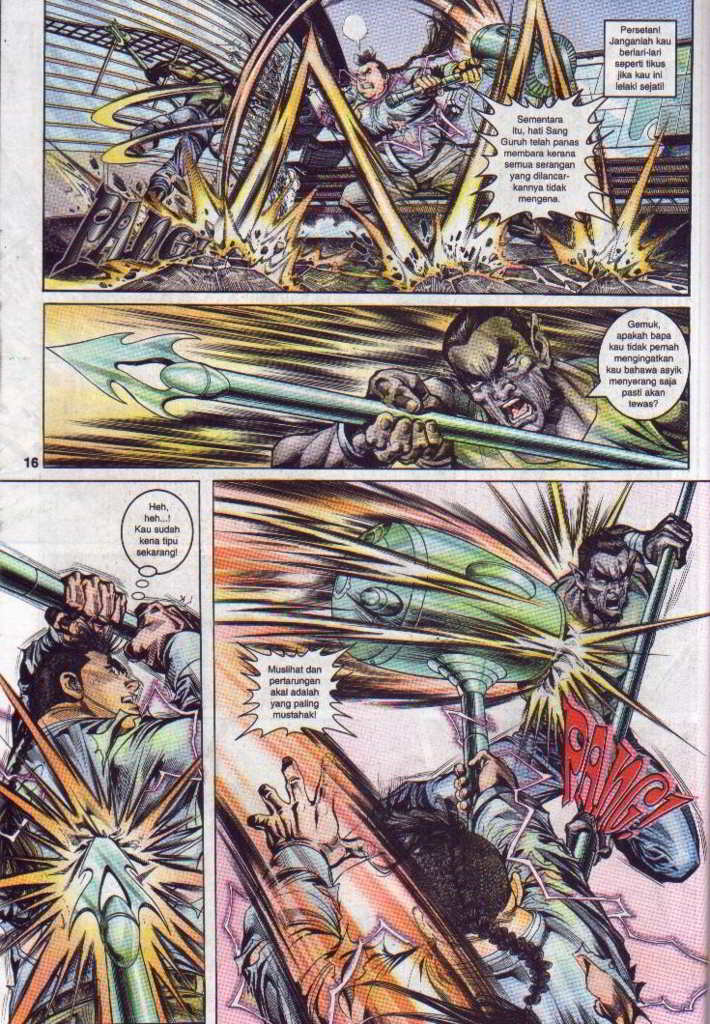 Persetan!
Janganlah kau
berlari-lari
seperti tikus
jika kau ini
lelaki sejati!
Sementara
itu, hati Sang
Guruh telah panas
membara kerana
semua serangan
yang dilancar-
kannya tidak
mengena.
PANG
Gemuk,
apakah bapa
kau tidak pernah
mengingatkan
kau bahawa asyik
menyerang saja
pasti akan
tewas?
16
Heh,
heh...!
Kau sudah
kena tipu
sekarang!
Muslihat dan
pertarungan
akal adalah
yang paling
mustahak!
PANG!